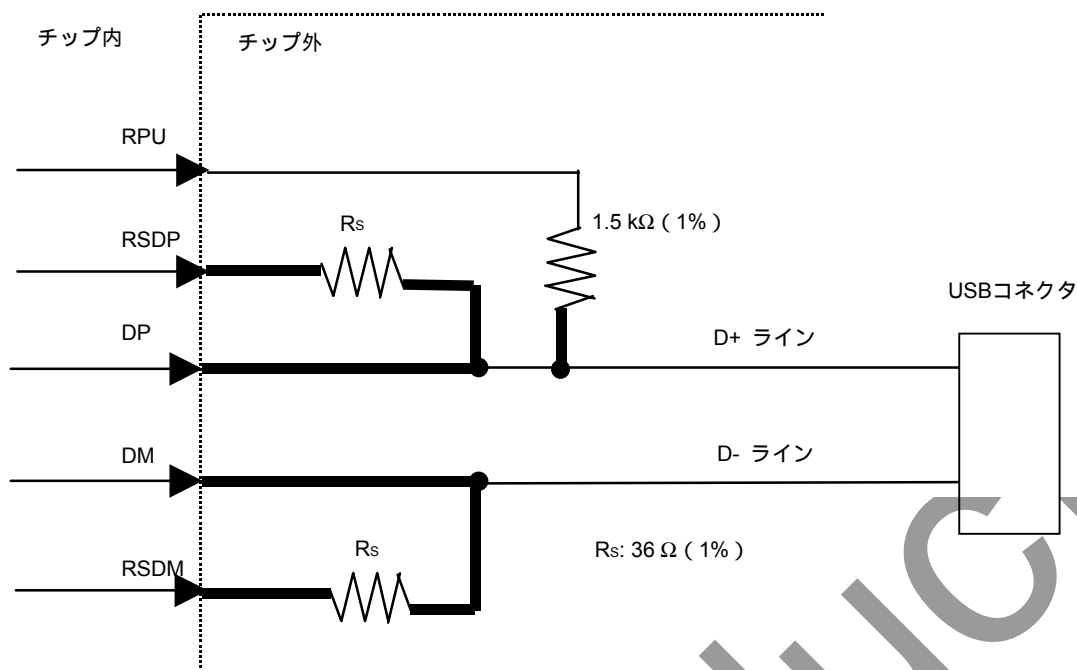 チップ内
チップ外
RPU
RSDP
Rs
1.5 kΩ ( 1% )
DP
D+ ライン
USBコネクタ
DM
D- ライン
RSDM
Rs
Rs: 36 Ω ( 1% )